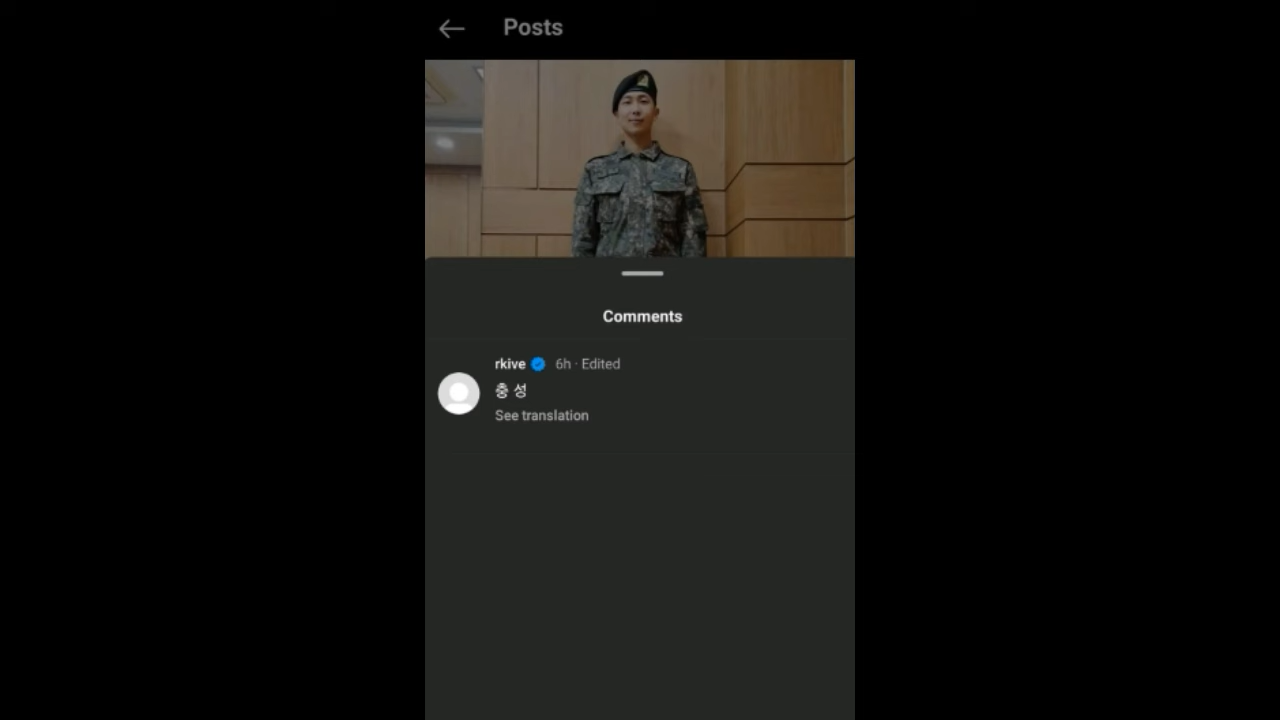 Posts
Comments
rkive 6h · Edited
충 성
See translation